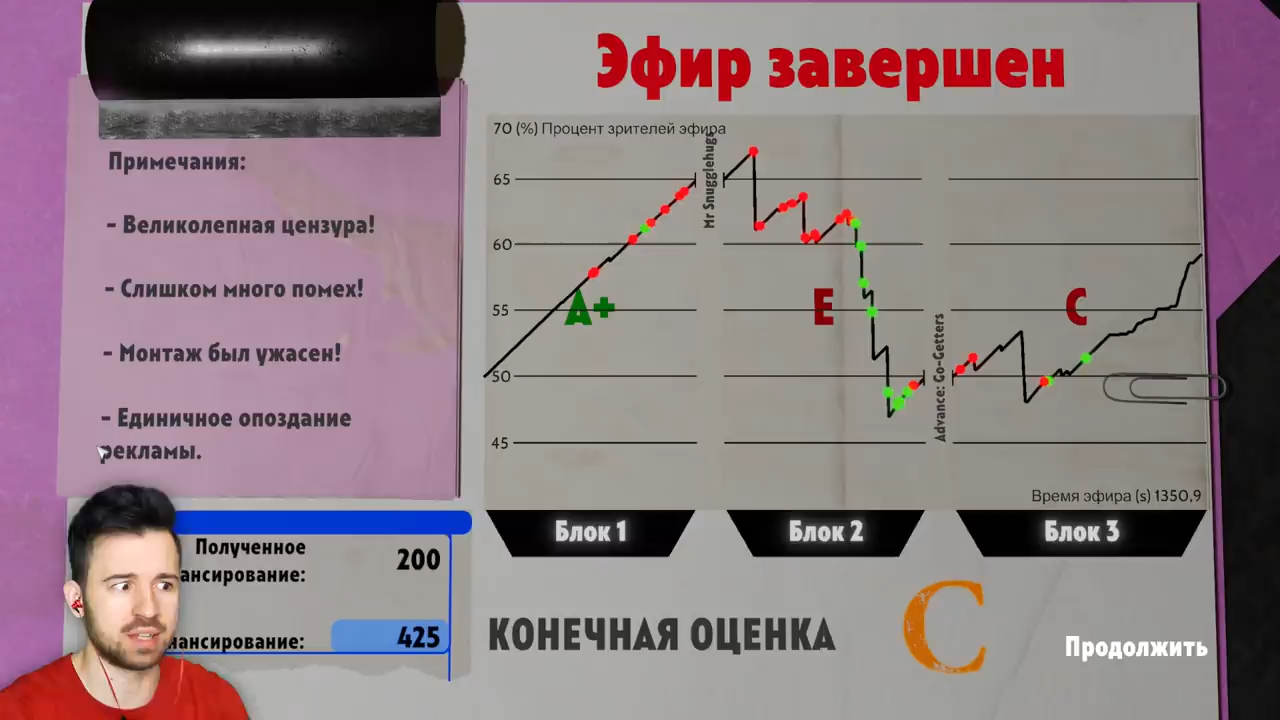 Эфир завершен
Примечания:
- Великолепная цензура!
- Слишком много помех!
- Монтаж был ужасен!
- Единичное опоздание
рекламы.
70 (%) Процент зрителей эфира
65
60
55
50
45
Mr Snugglehugs
Advance: Go-Getters
A+
E
C
Время эфира (s) 1350,9
Блок 1
Блок 2
Блок 3
Полученное
ансирование:
200
нансирование:
425
КОНЕЧНАЯ ОЦЕНКА
C
Продолжить